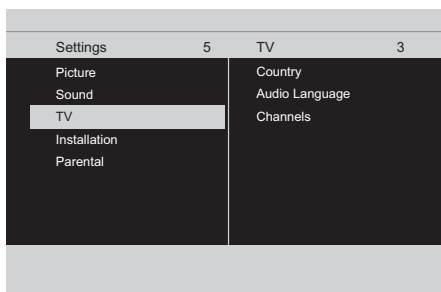 Settings 5 TV 3
Picture Country
Sound Audio Language
TV Channels
Installation
Parental